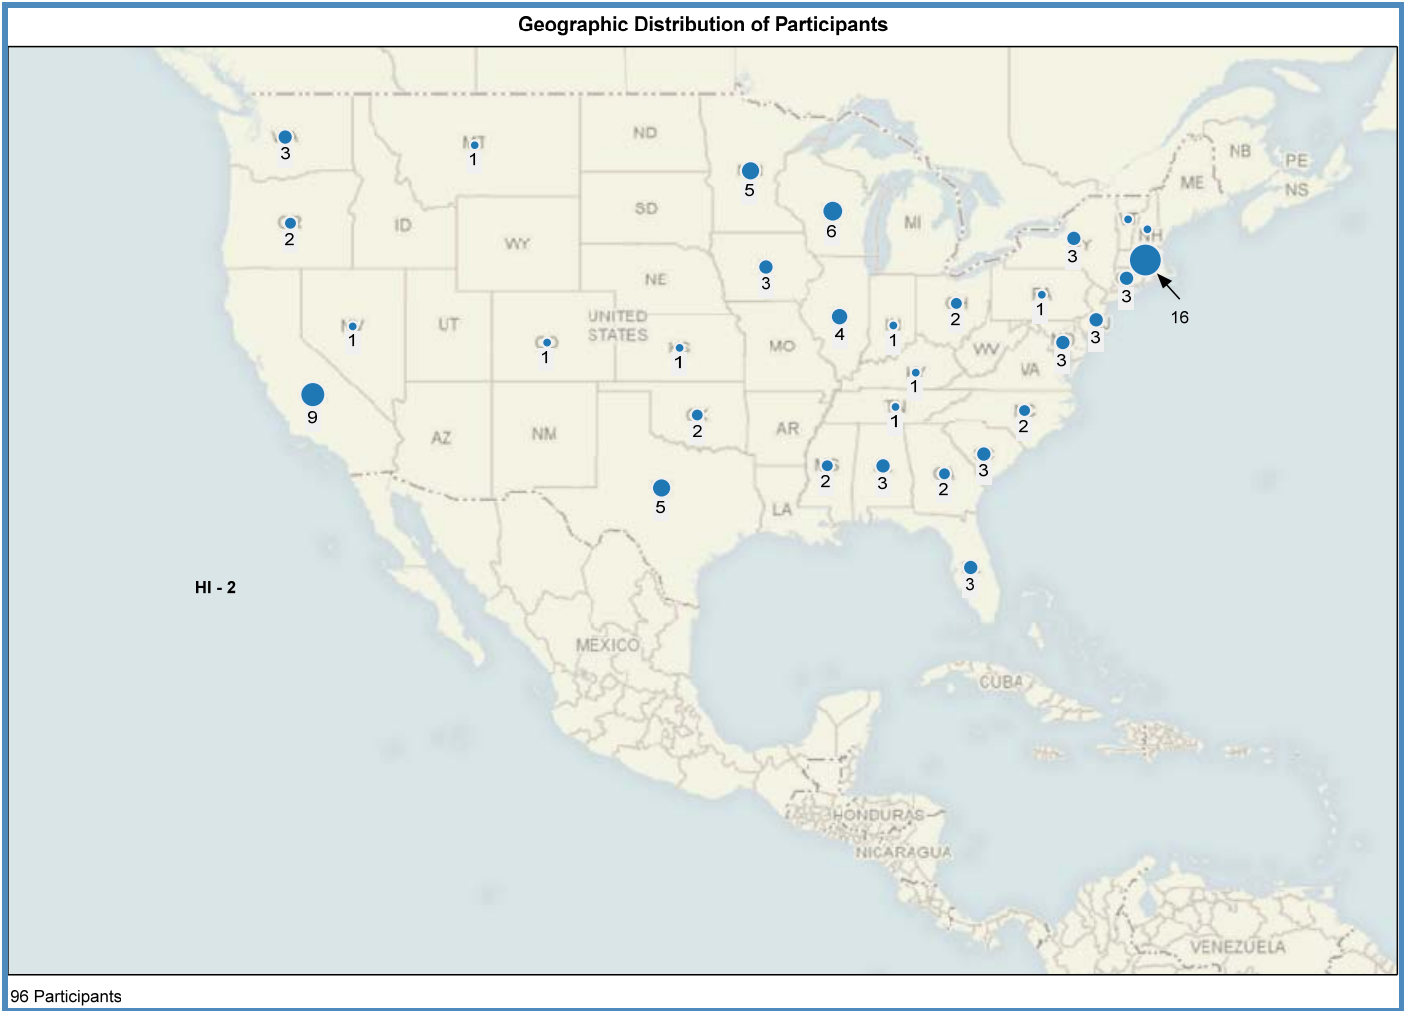 Geographic Distribution of Participants
ND
NB
PE
3
1
ME
NS
5
SD
ID
MI
6
2
WY
NH
3
3
NE
3
2
1
16
UT
UNITED
STATES
4
3
1
1
1
1
MO
WV
3
VA
1
9
1
2
AZ
NM
2
AR
3
2
3
2
5
LA
3
HI - 2
MEXICO
CUBA
HONDURAS
NICARAGUA
VENEZUELA
96 Participants